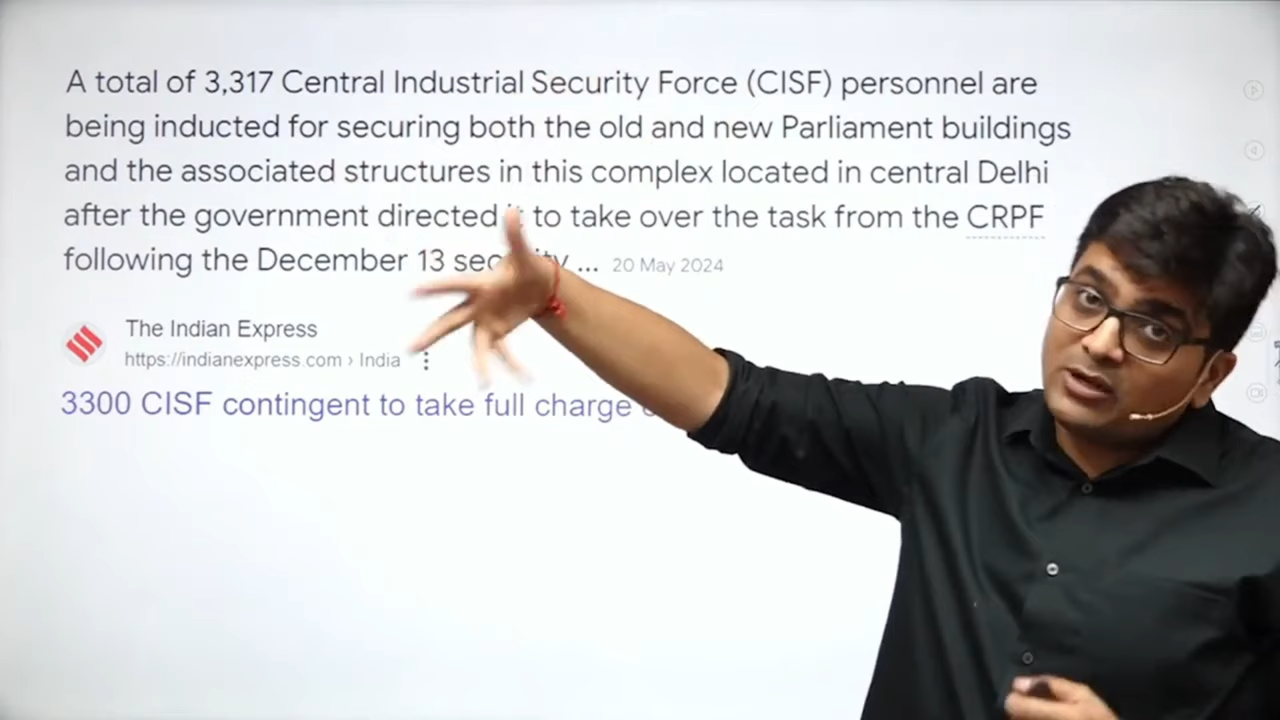 A total of 3,317 Central Industrial Security Force (CISF) personnel are
being inducted for securing both the old and new Parliament buildings
and the associated structures in this complex located in central Delhi
after the government directed to take over the task from the CRPF
following the December 13 ... 20 May 2024
The Indian Express
https://indianexpress.com › India
3300 CISF contingent to take full charge